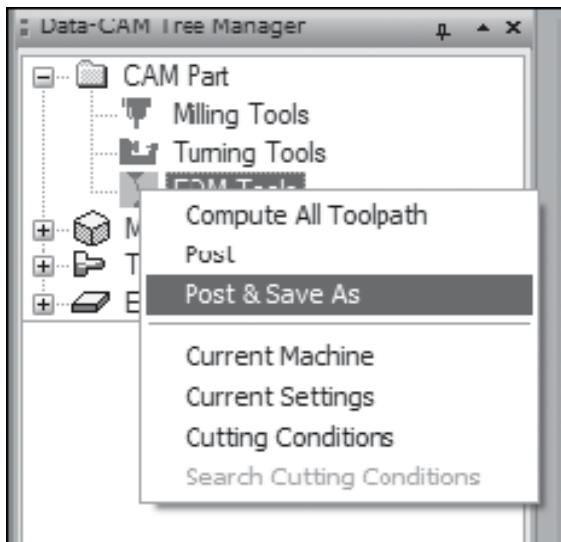 Data-CAM Tree Manager
CAM Part
Milling Tools
Turning Tools
EDM Tools
Compute All Toolpath
M
Post
T
Post & Save As
E
Current Machine
Current Settings
Cutting Conditions
Search Cutting Conditions